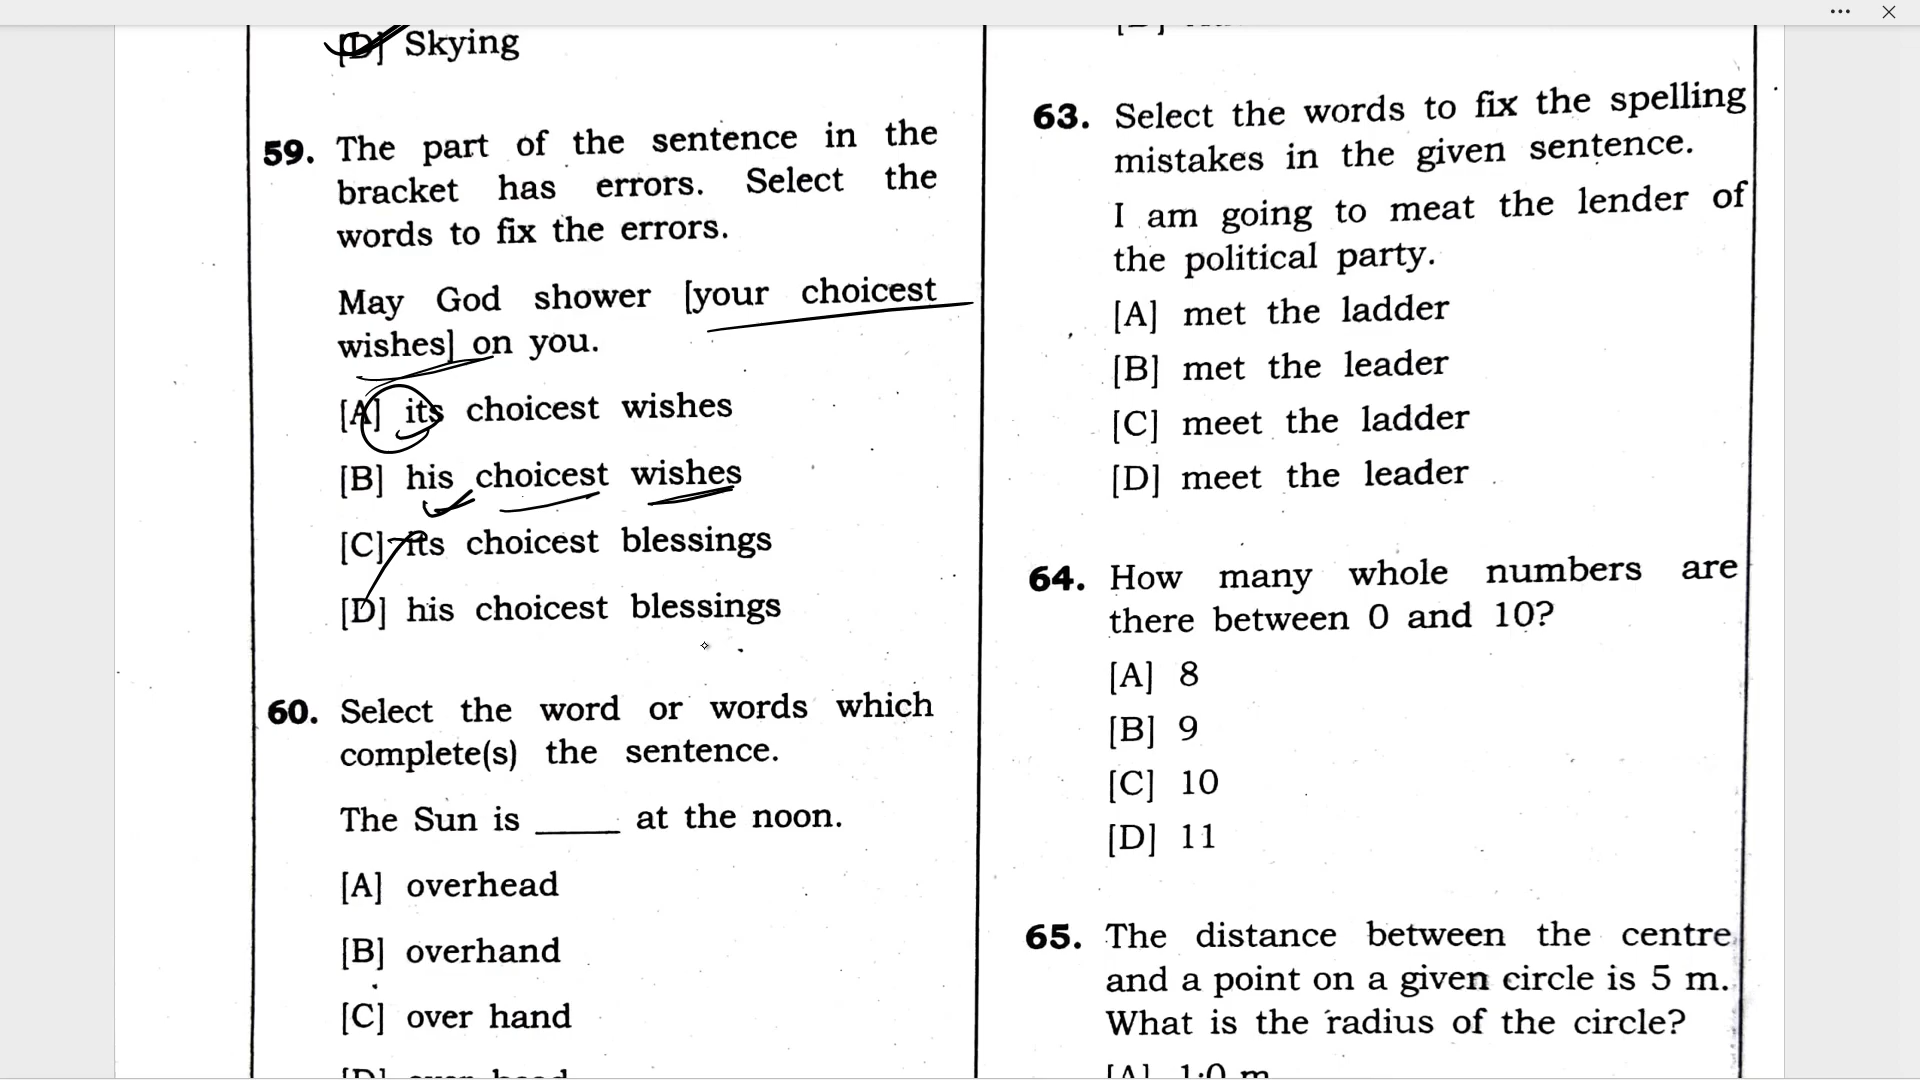 [D] Skying
59. The part of the sentence in the
bracket has errors. Select the
words to fix the errors.
May God shower [your choicest
wishes] on you.
[A] its choicest wishes
[B] his choicest wishes
[C] its choicest blessings
[D] his choicest blessings
60. Select the word or words which
complete(s) the sentence.
The Sun is _____ at the noon.
[A] overhead
[B] overhand
[C] over hand
63. Select the words to fix the spelling
mistakes in the given sentence.
I am going to meat the lender of
the political party.
[A] met the ladder
[B] met the leader
[C] meet the ladder
[D] meet the leader
64. How many whole numbers are
there between 0 and 10?
[A] 8
[B] 9
[C] 10
[D] 11
65. The distance between the centre
and a point on a given circle is 5 m.
What is the radius of the circle?
[A] 1·0 m